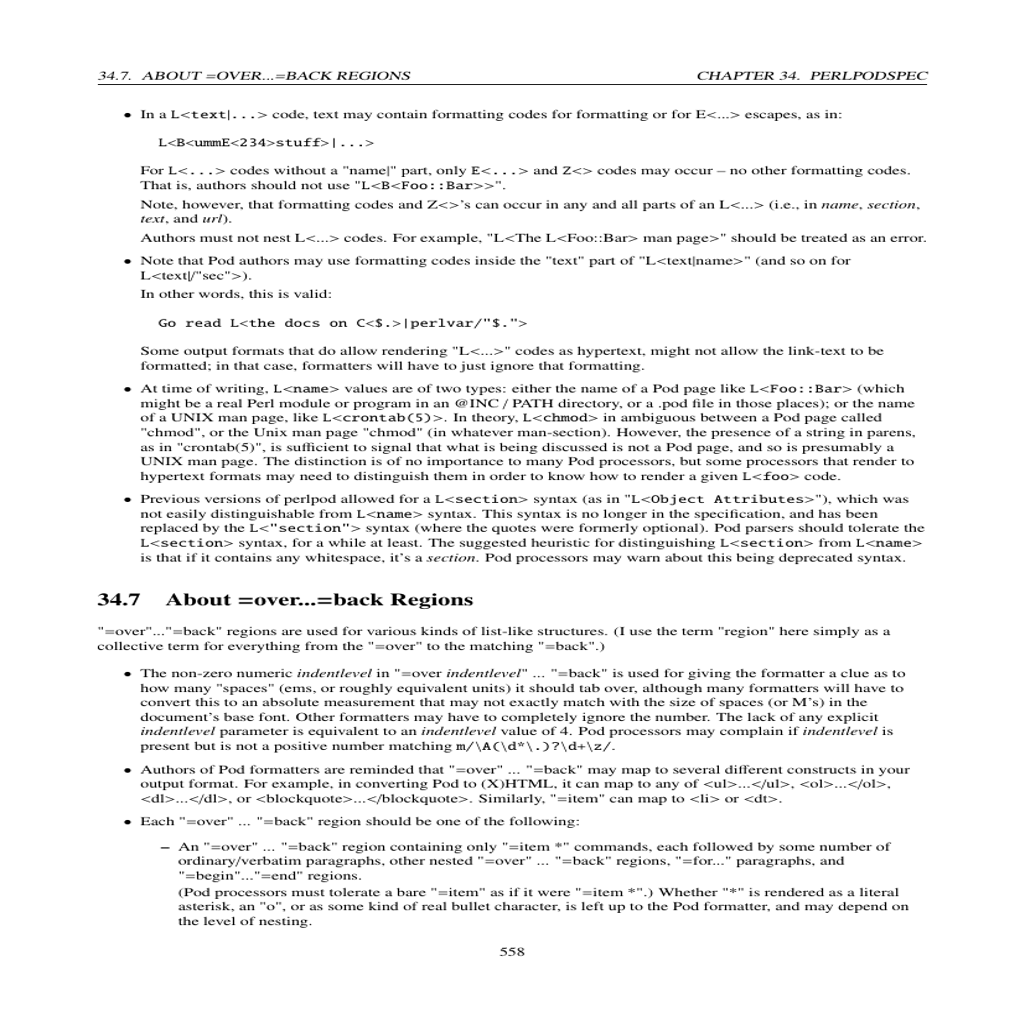 34.7. ABOUT =OVER...=BACK REGIONS CHAPTER 34. PERLPODSPEC
• In a L<text|...> code, text may contain formatting codes for formatting or for E<...> escapes, as in:
L<B<ummE<234>stuff>|...>
For L<...> codes without a "name|" part, only E<...> and Z<> codes may occur – no other formatting codes.
That is, authors should not use "L<B<Foo::Bar>>".
Note, however, that formatting codes and Z<>'s can occur in any and all parts of an L<...> (i.e., in name, section,
text, and url).
Authors must not nest L<...> codes. For example, "L<The L<Foo::Bar> man page>" should be treated as an error.
• Note that Pod authors may use formatting codes inside the "text" part of "L<text|name>" (and so on for
L<text|/"sec">).
In other words, this is valid:
Go read L<the docs on C<$.>|perlvar/"$.">
Some output formats that do allow rendering "L<...>" codes as hypertext, might not allow the link-text to be
formatted; in that case, formatters will have to just ignore that formatting.
• At time of writing, L<name> values are of two types: either the name of a Pod page like L<Foo::Bar> (which
might be a real Perl module or program in an @INC / PATH directory, or a .pod file in those places); or the name
of a UNIX man page, like L<crontab(5)>. In theory, L<chmod> in ambiguous between a Pod page called
"chmod", or the Unix man page "chmod" (in whatever man-section). However, the presence of a string in parens,
as in "crontab(5)", is sufficient to signal that what is being discussed is not a Pod page, and so is presumably a
UNIX man page. The distinction is of no importance to many Pod processors, but some processors that render to
hypertext formats may need to distinguish them in order to know how to render a given L<foo> code.
• Previous versions of perlpod allowed for a L<section> syntax (as in "L<Object Attributes>"), which was
not easily distinguishable from L<name> syntax. This syntax is no longer in the specification, and has been
replaced by the L<"section"> syntax (where the quotes were formerly optional). Pod parsers should tolerate the
L<section> syntax, for a while at least. The suggested heuristic for distinguishing L<section> from L<name>
is that if it contains any whitespace, it's a section. Pod processors may warn about this being deprecated syntax.
34.7 About =over...=back Regions
"=over"..."=back" regions are used for various kinds of list-like structures. (I use the term "region" here simply as a
collective term for everything from the "=over" to the matching "=back".)
• The non-zero numeric indentlevel in "=over indentlevel" ... "=back" is used for giving the formatter a clue as to
how many "spaces" (ems, or roughly equivalent units) it should tab over, although many formatters will have to
convert this to an absolute measurement that may not exactly match with the size of spaces (or M's) in the
document's base font. Other formatters may have to completely ignore the number. The lack of any explicit
indentlevel parameter is equivalent to an indentlevel value of 4. Pod processors may complain if indentlevel is
present but is not a positive number matching m/\A(\d*\.)?\d+\z/.
• Authors of Pod formatters are reminded that "=over" ... "=back" may map to several different constructs in your
output format. For example, in converting Pod to (X)HTML, it can map to any of <ul>...</ul>, <ol>...</ol>,
<dl>...</dl>, or <blockquote>...</blockquote>. Similarly, "=item" can map to <li> or <dt>.
• Each "=over" ... "=back" region should be one of the following:
– An "=over" ... "=back" region containing only "=item *" commands, each followed by some number of
ordinary/verbatim paragraphs, other nested "=over" ... "=back" regions, "=for..." paragraphs, and
"=begin"..."=end" regions.
(Pod processors must tolerate a bare "=item" as if it were "=item *".) Whether "*" is rendered as a literal
asterisk, an "o", or as some kind of real bullet character, is left up to the Pod formatter, and may depend on
the level of nesting.
558